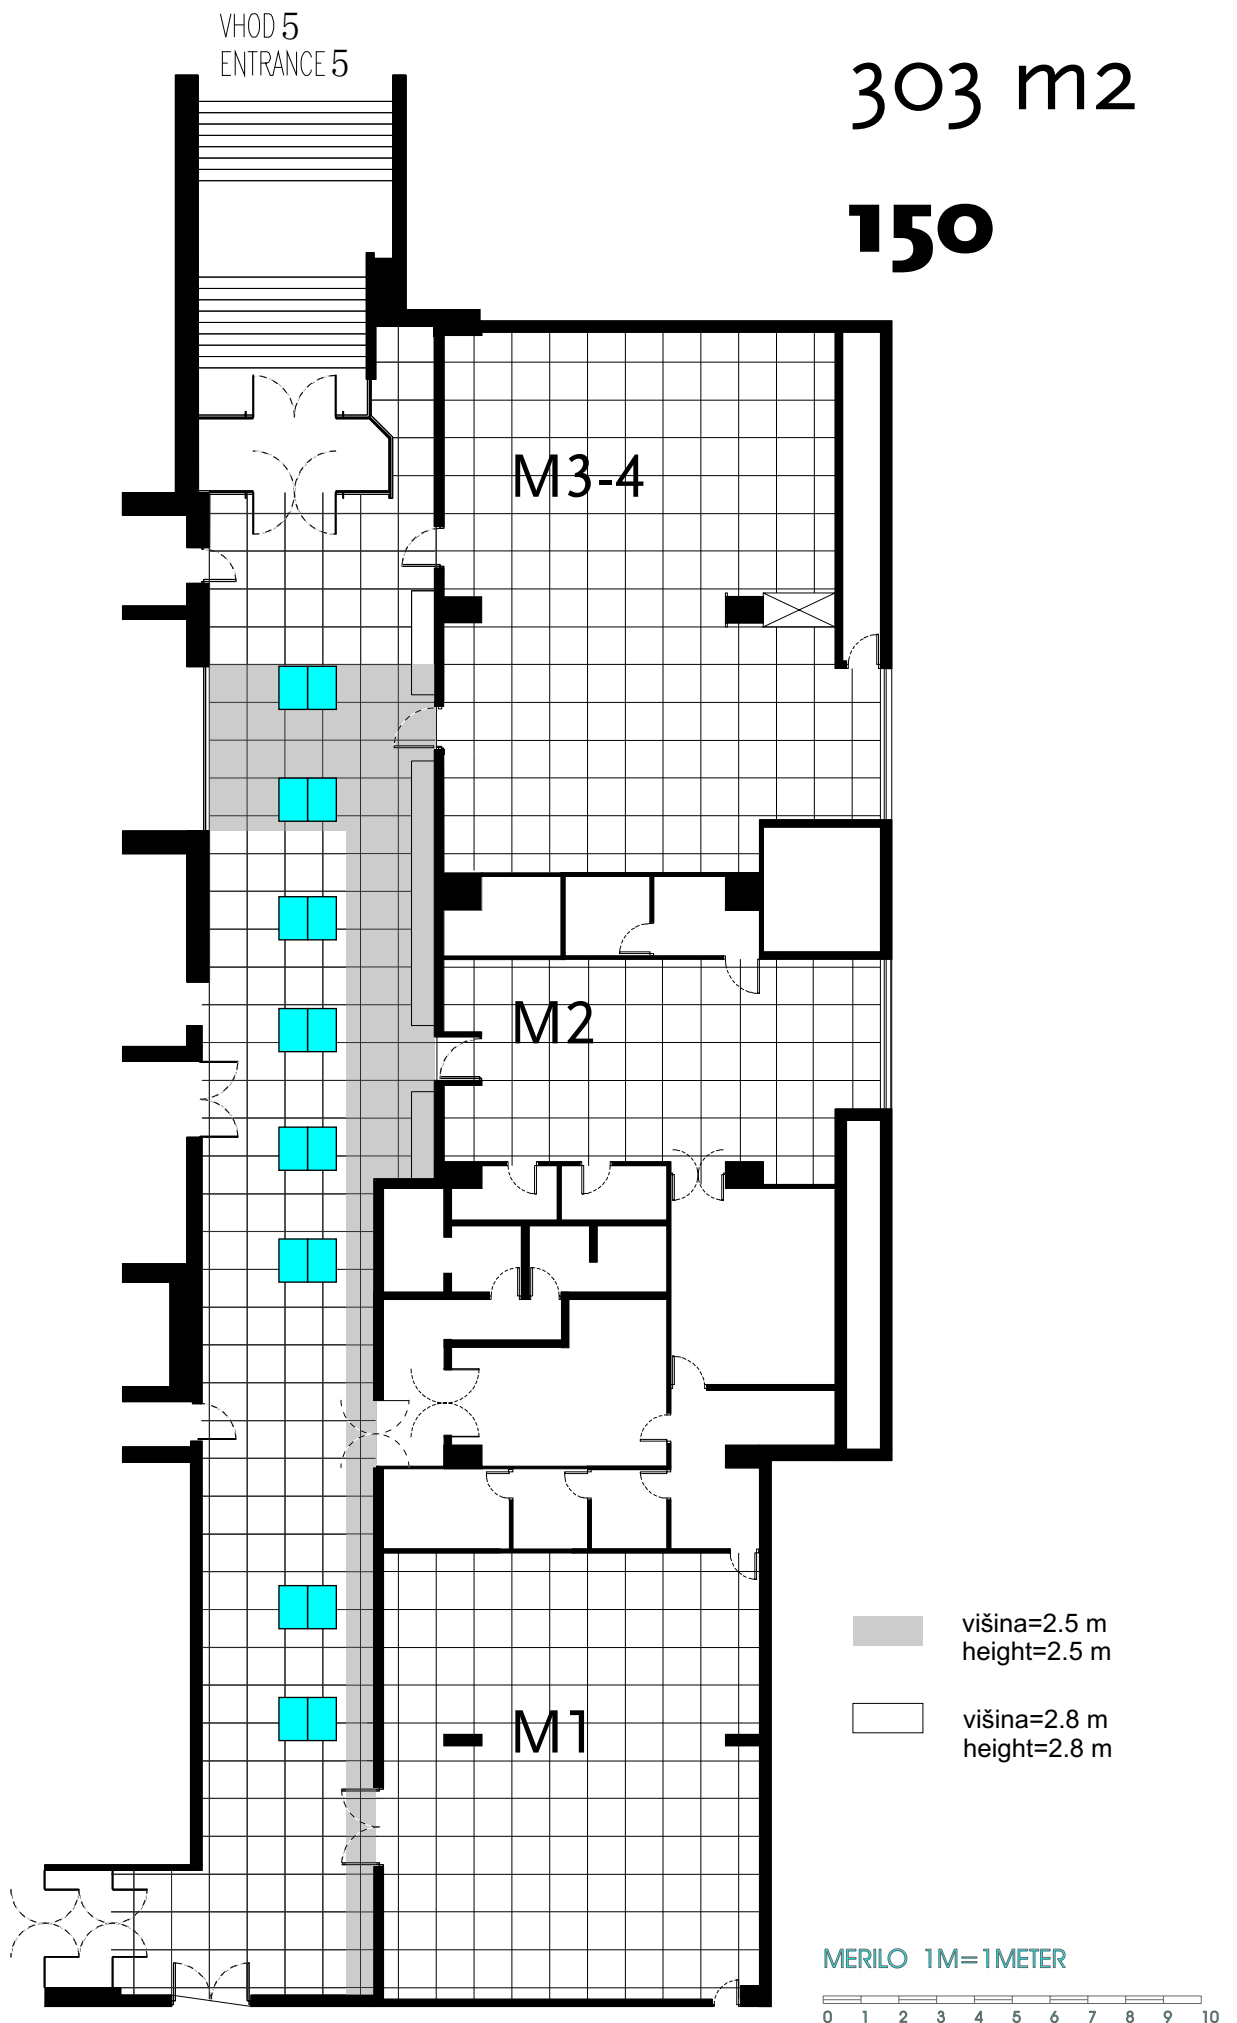 VHOD 5
ENTRANCE 5
303 m2
150
M3-4
M2
višina=2.5 m
height=2.5 m
višina=2.8 m
height=2.8 m
M1
MERILO 1M=1METER
0 1 2 3 4 5 6 7 8 9 10